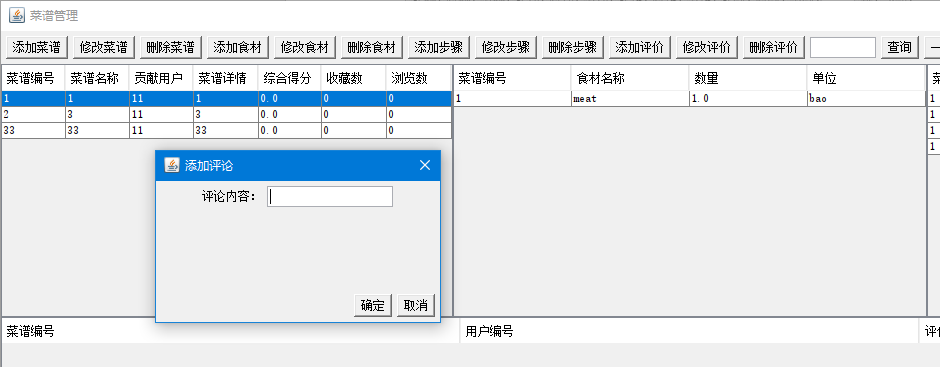 菜谱管理
添加菜谱 修改菜谱 删除菜谱 添加食材 修改食材 删除食材 添加步骤 修改步骤 删除步骤 添加评价 修改评价 删除评价 查询
菜谱编号 菜谱名称 贡献用户 菜谱详情 综合得分 收藏数 浏览数 菜谱编号 食材名称 数量 单位
1 1 11 1 0.0 0 0 1 meat 1.0 bao 1
2 3 11 3 0.0 0 0 1
33 33 11 33 0.0 0 0 1
1
添加评论
评论内容：
确定 取消
菜谱编号 用户编号 评价